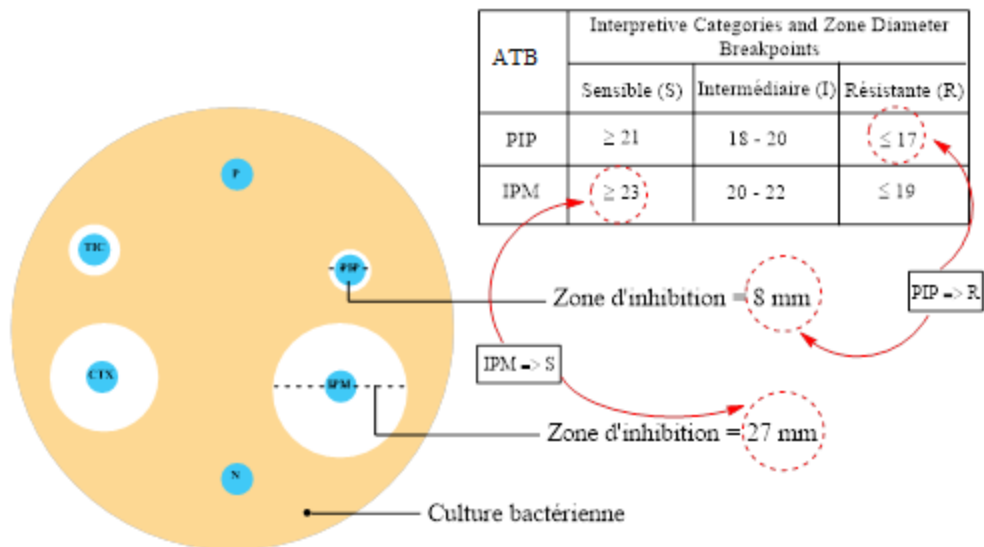 ATB
Interpretive Categories and Zone Diameter
Breakpoints
Sensible (S) Intermédiaire (I) Résistante (R)
PIP ≥ 21 18 - 20 ≤ 17
IPM ≥ 23 20 - 22 ≤ 19
P
TIC
PIP
CTX
IPM
N
Zone d'inhibition = 8 mm
PIP => R
IPM => S
Zone d'inhibition = 27 mm
Culture bactérienne